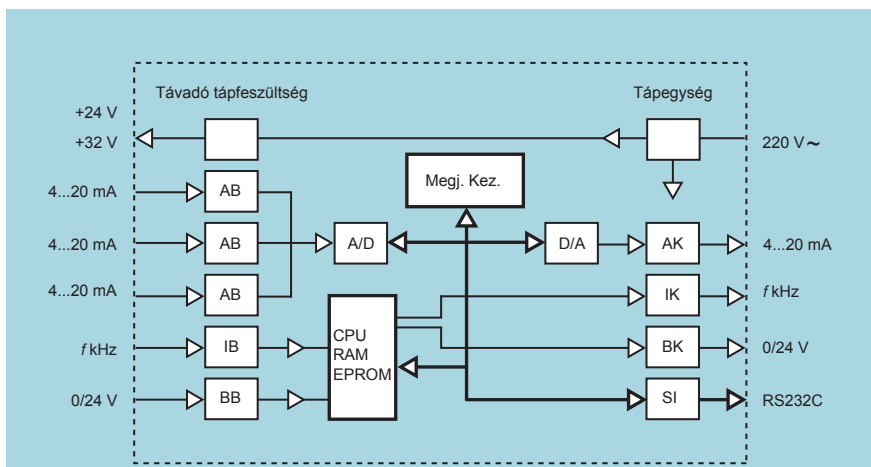 Távadó tápfeszültség
Tápegység
+24 V
+32 V
220 V ~
Megj. Kez.
4...20 mA
AB
4...20 mA
AB
A/D
D/A
AK
4...20 mA
4...20 mA
AB
IK
f kHz
f kHz
IB
CPU
RAM
EPROM
BK
0/24 V
0/24 V
BB
SI
RS232C